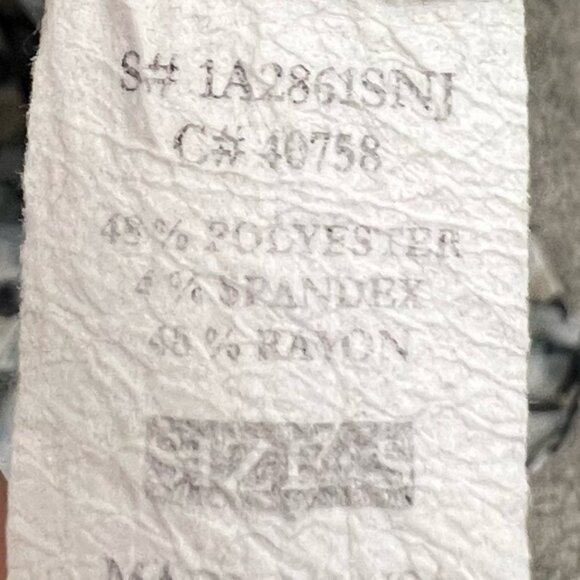 S# 1A2861SNJ
C# 40758
48% POLYESTER
4% SPANDEX
48% RAYON